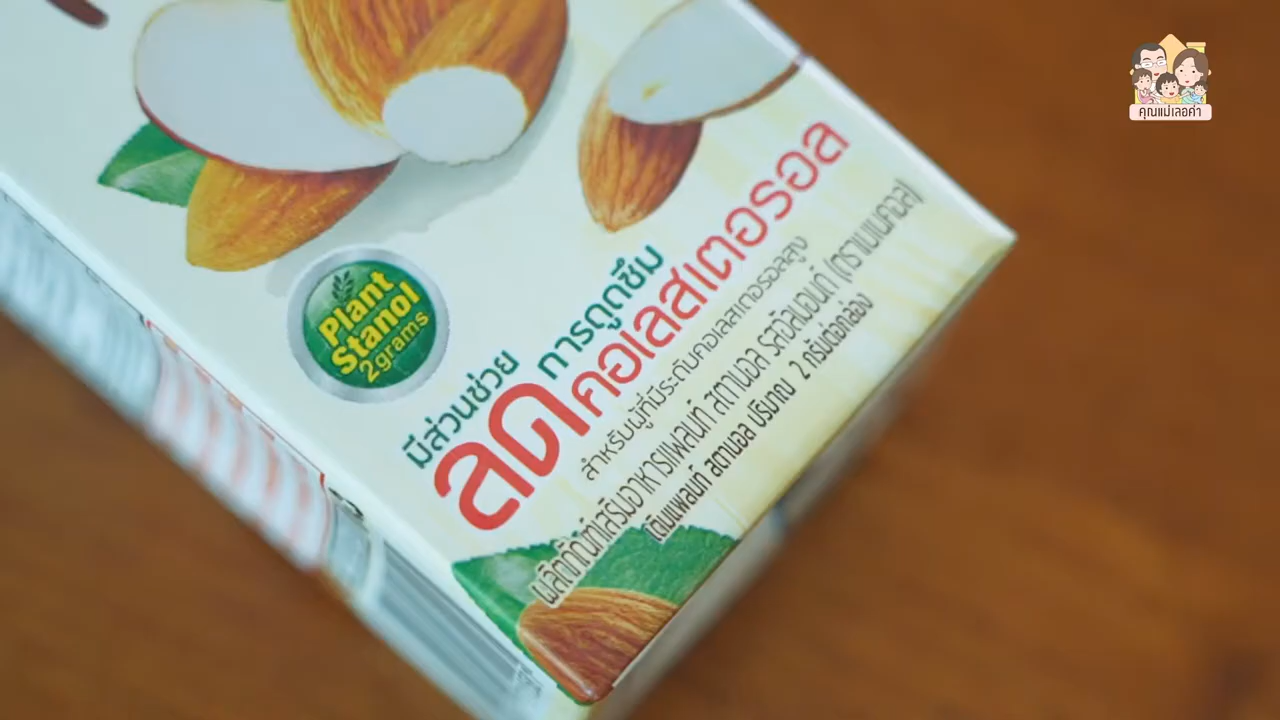 คุณแม่เลอค่า
Plant
Stanol
2grams
มีส่วนช่วย
ลด
การดูดซึม
คอเลสเตอรอล
สำหรับผู้ที่มีระดับคอเลสเตอรอลสูง
ผลิตภัณฑ์เสริมอาหารแพลนท์ สตานอล รสอัลมอนด์ (ตราเบเนคอล)
เติมแพลนท์ สตานอล ปริมาณ 2 กรัมต่อกล่อง